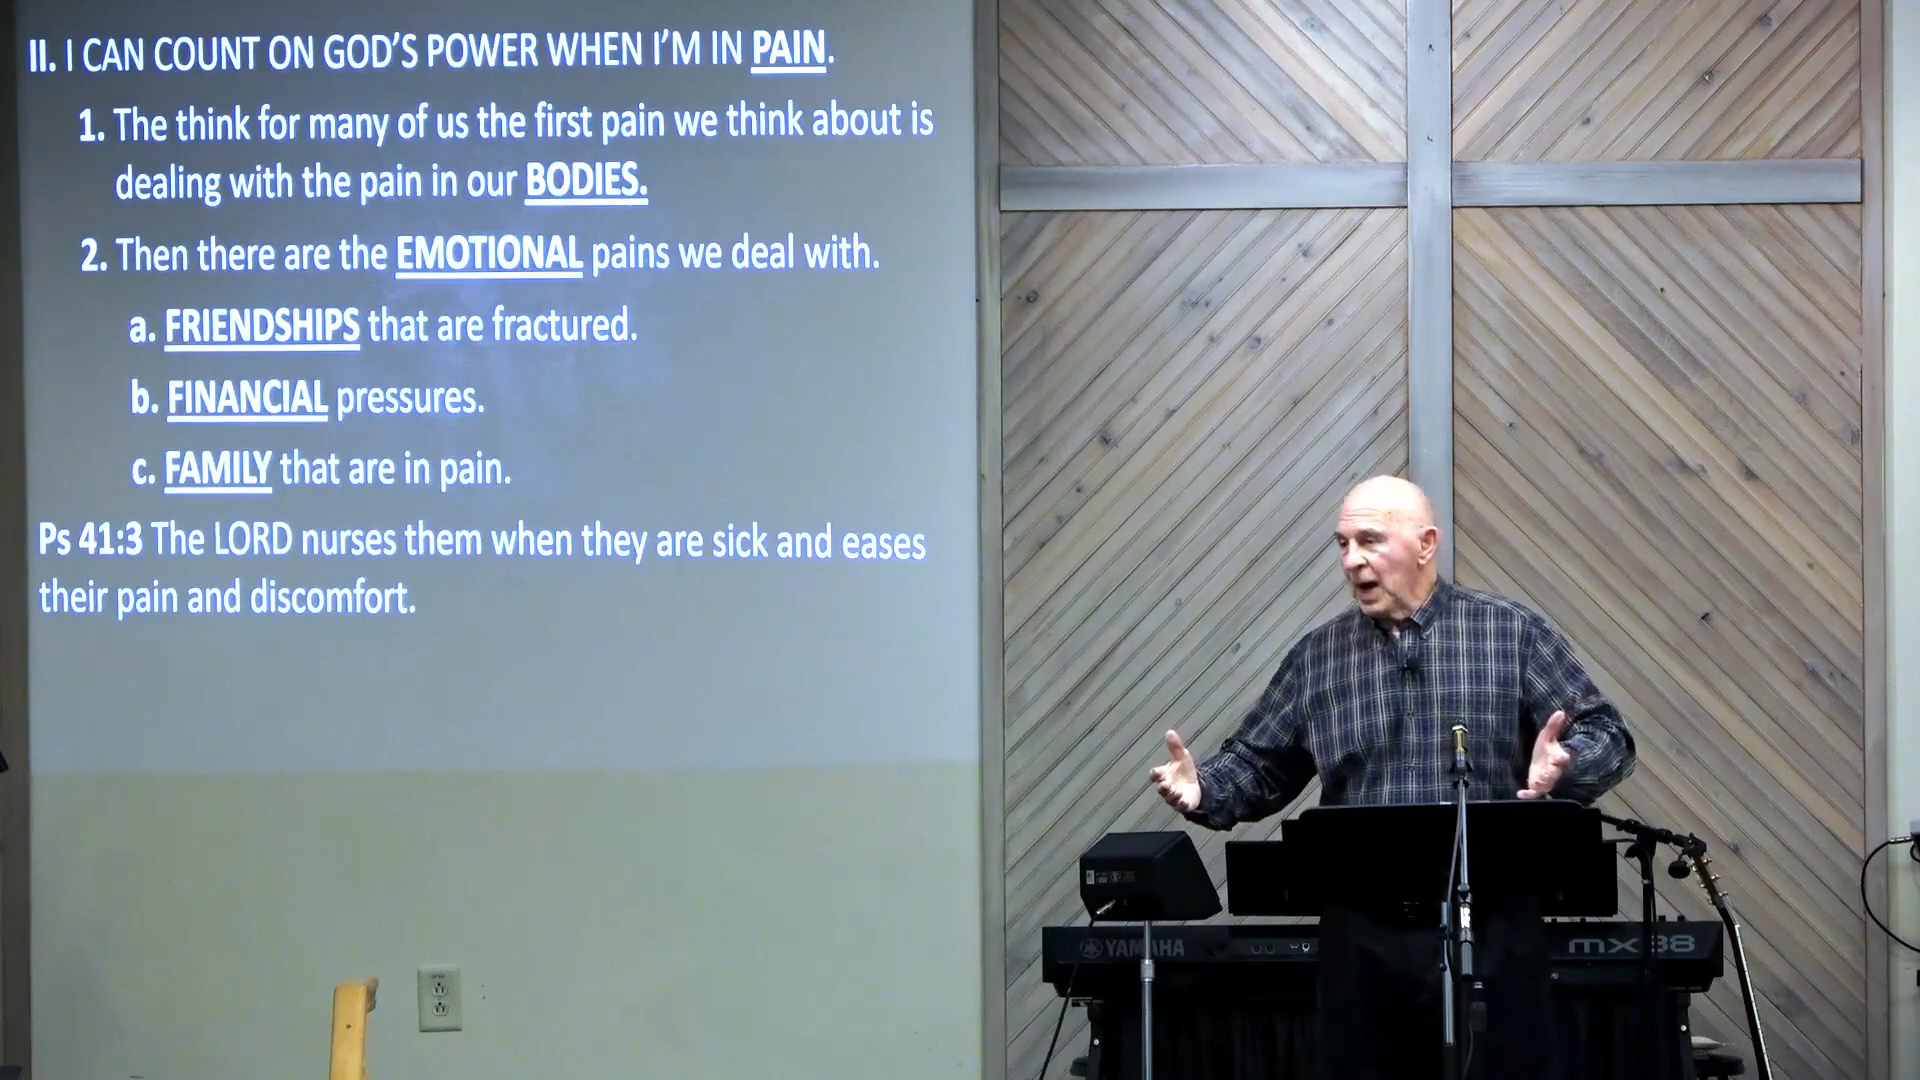 II. I CAN COUNT ON GOD'S POWER WHEN I'M IN PAIN.
1. The think for many of us the first pain we think about is
dealing with the pain in our BODIES.
2. Then there are the EMOTIONAL pains we deal with.
a. FRIENDSHIPS that are fractured.
b. FINANCIAL pressures.
c. FAMILY that are in pain.
Ps 41:3 The LORD nurses them when they are sick and eases
their pain and discomfort.
YAMAHA
MX 88